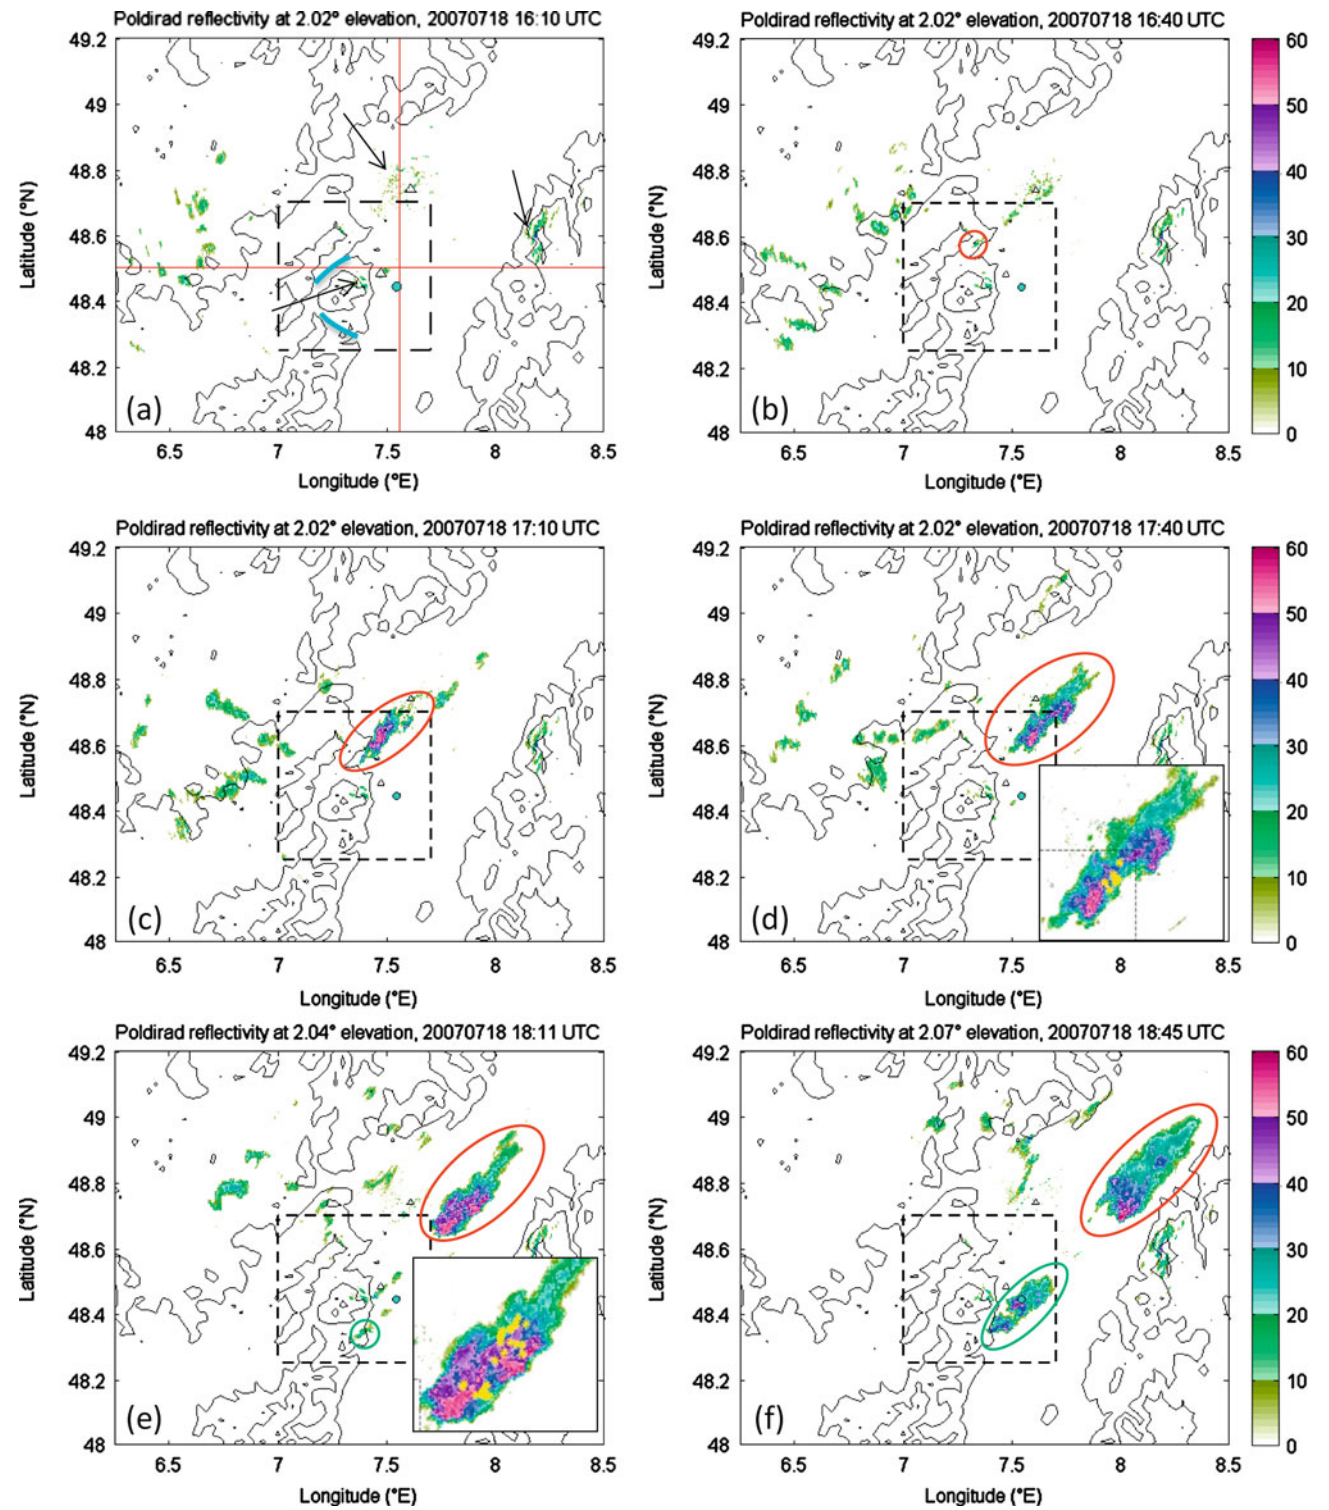 Poldirad reflectivity at 2.02° elevation, 20070718 16:10 UTC
49.2
49
48.8
48.6
48.4
48.2
48
Latitude (°N)
(a)
6.5 7 7.5 8 8.5
Longitude (°E)
Poldirad reflectivity at 2.02° elevation, 20070718 16:40 UTC
49.2
49
48.8
48.6
48.4
48.2
48
Latitude (°N)
(b)
6.5 7 7.5 8 8.5
Longitude (°E)
60
50
40
30
20
10
0
Poldirad reflectivity at 2.02° elevation, 20070718 17:10 UTC
49.2
49
48.8
48.6
48.4
48.2
48
Latitude (°N)
(c)
6.5 7 7.5 8 8.5
Longitude (°E)
Poldirad reflectivity at 2.02° elevation, 20070718 17:40 UTC
49.2
49
48.8
48.6
48.4
48.2
48
Latitude (°N)
(d)
6.5 7 7.5 8 8.5
Longitude (°E)
60
50
40
30
20
10
0
Poldirad reflectivity at 2.04° elevation, 20070718 18:11 UTC
49.2
49
48.8
48.6
48.4
48.2
48
Latitude (°N)
(e)
6.5 7 7.5 8 8.5
Longitude (°E)
Poldirad reflectivity at 2.07° elevation, 20070718 18:45 UTC
49.2
49
48.8
48.6
48.4
48.2
48
Latitude (°N)
(f)
6.5 7 7.5 8 8.5
Longitude (°E)
60
50
40
30
20
10
0